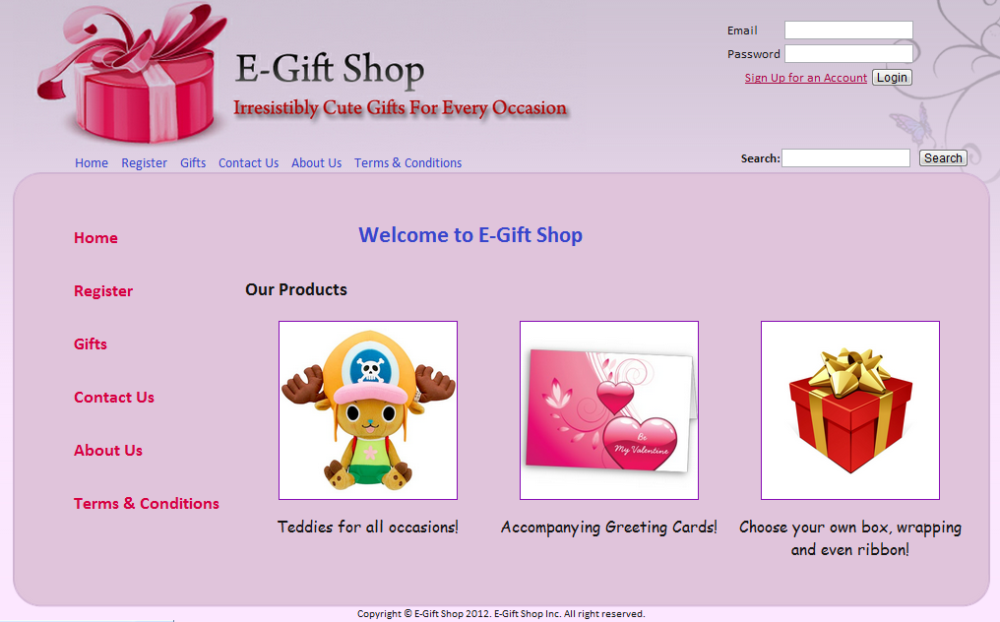 E-Gift Shop
Irresistibly Cute Gifts For Every Occasion
Email
Password
Sign Up for an Account Login
Home Register Gifts Contact Us About Us Terms & Conditions
Search: Search
Home
Register
Gifts
Contact Us
About Us
Terms & Conditions
Welcome to E-Gift Shop
Our Products
Be
My Valentine
Teddies for all occasions!
Accompanying Greeting Cards!
Choose your own box, wrapping
and even ribbon!
Copyright © E-Gift Shop 2012. E-Gift Shop Inc. All right reserved.